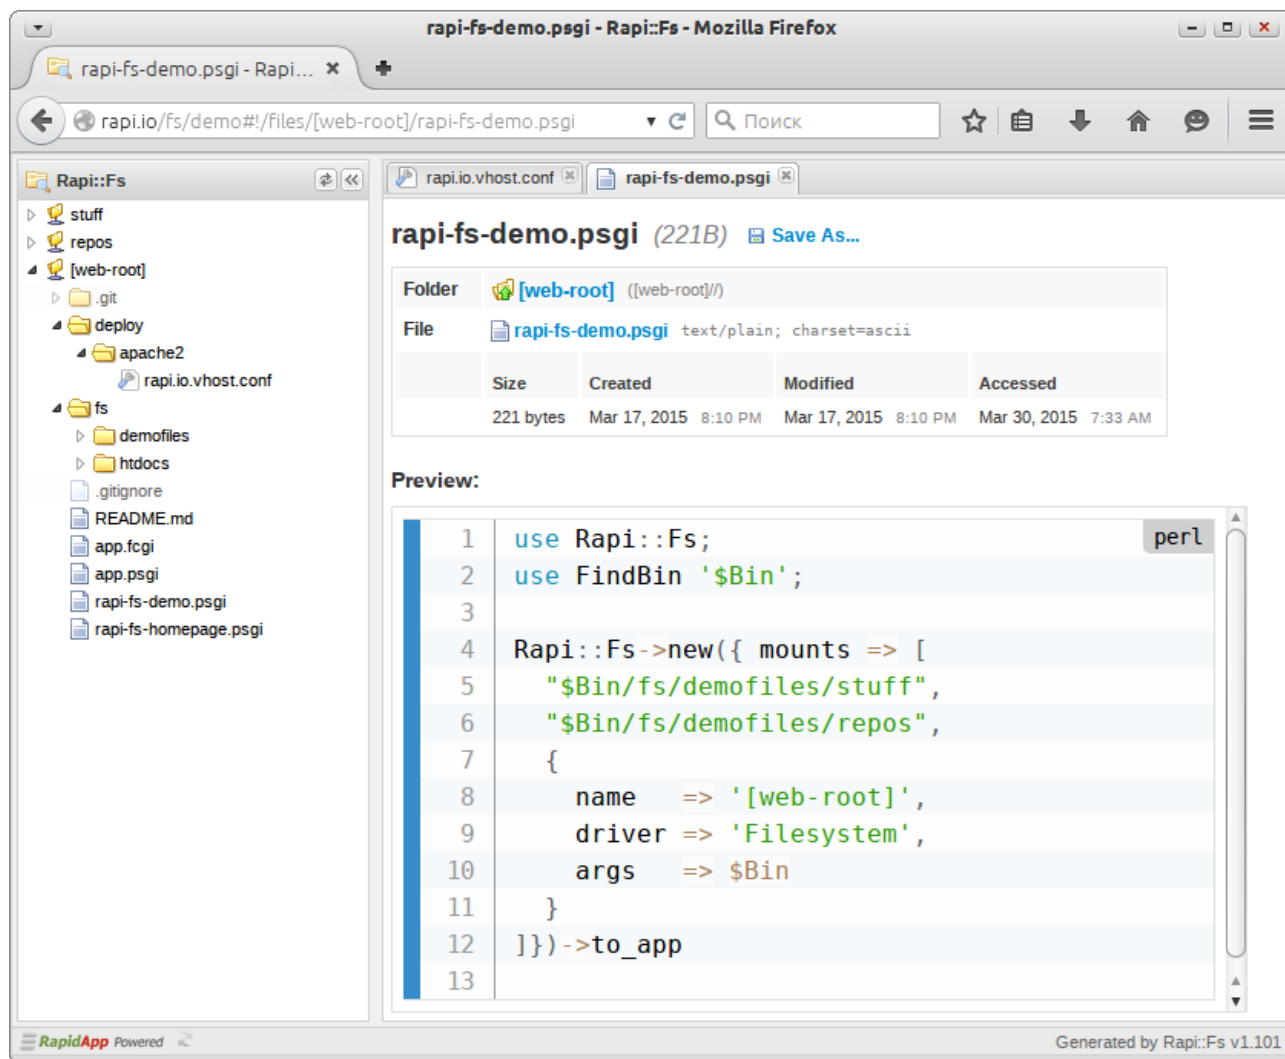 rapi-fs-demo.psgi - Rapi::Fs - Mozilla Firefox
rapi-fs-demo.psgi - Rapi...
rapi.io/fs/demo#!/files/[web-root]/rapi-fs-demo.psgi
Поиск
Rapi::Fs
stuff
repos
[web-root]
.git
deploy
apache2
rapi.io.vhost.conf
fs
demofiles
htdocs
.gitignore
README.md
app.fcgi
app.psgi
rapi-fs-demo.psgi
rapi-fs-homepage.psgi
rapi.io.vhost.conf
rapi-fs-demo.psgi
rapi-fs-demo.psgi (221B) Save As...
Folder [web-root] ([web-root]//)
File rapi-fs-demo.psgi text/plain; charset=ascii
Size Created Modified Accessed
221 bytes Mar 17, 2015 8:10 PM Mar 17, 2015 8:10 PM Mar 30, 2015 7:33 AM
Preview:
perl
1 use Rapi::Fs;
2 use FindBin '$Bin';
3
4 Rapi::Fs->new({ mounts => [
5   "$Bin/fs/demofiles/stuff",
6   "$Bin/fs/demofiles/repos",
7   {
8     name   => '[web-root]',
9     driver => 'Filesystem',
10     args   => $Bin
11   }
12 ]})->to_app
13
RapidApp Powered
Generated by Rapi::Fs v1.101